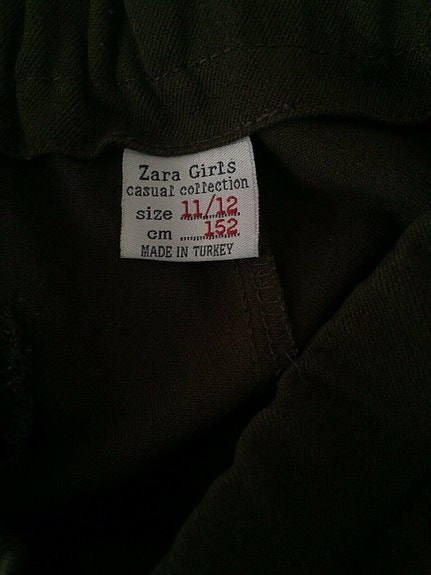 Zara Girls
casual collection
size 11/12
cm 152
MADE IN TURKEY